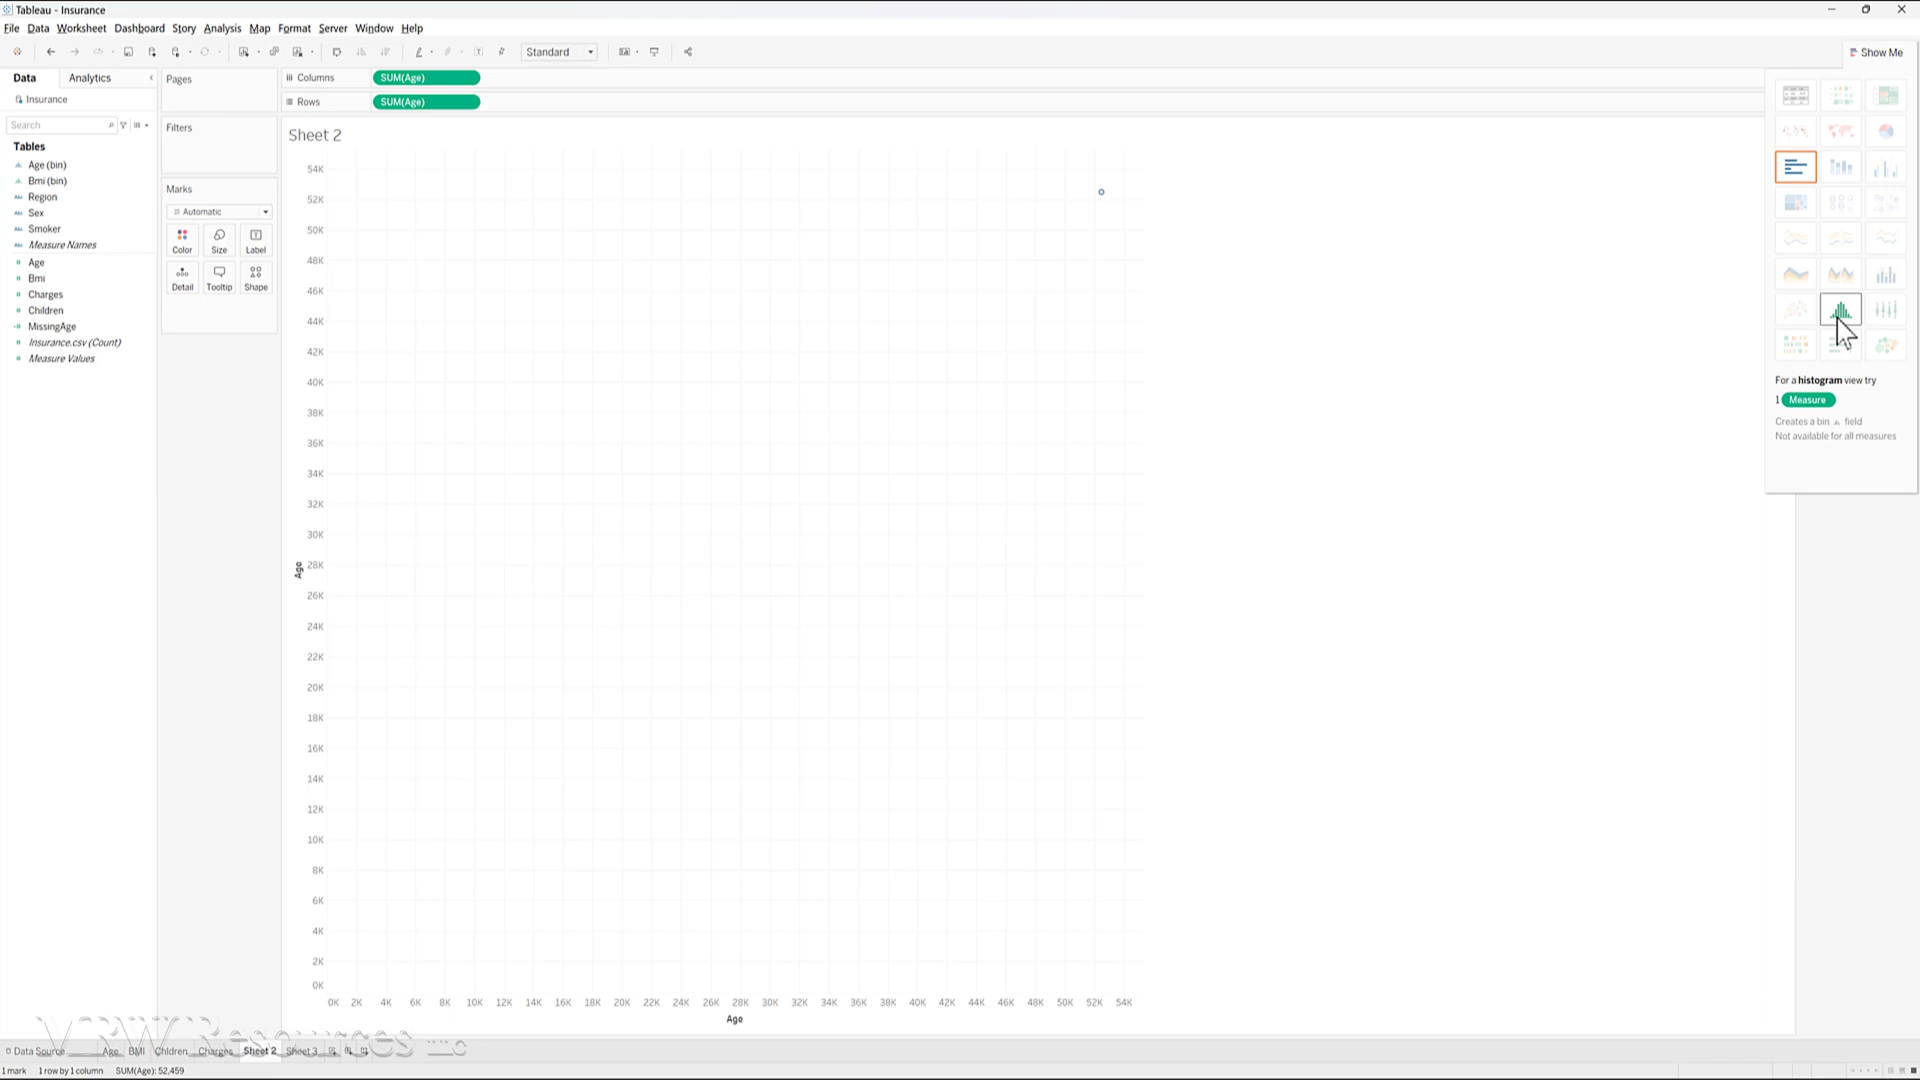 Tableau - Insurance
File Data Worksheet Dashboard Story Analysis Map Format Server Window Help
Standard
Show Me
Data Analytics
Insurance
Search
Tables
Age (bin)
Bmi (bin)
Region
Sex
Smoker
Measure Names
Age
Bmi
Charges
Children
MissingAge
Insurance.csv (Count)
Measure Values
Pages
Filters
Marks
Automatic
Color Size Label
Detail Tooltip Shape
Columns SUM(Age)
Rows SUM(Age)
Sheet 2
54K
52K
50K
48K
46K
44K
42K
40K
38K
36K
34K
32K
30K
28K
26K
24K
22K
20K
18K
16K
14K
12K
10K
8K
6K
4K
2K
0K
Age
0K 2K 4K 6K 8K 10K 12K 14K 16K 18K 20K 22K 24K 26K 28K 30K 32K 34K 36K 38K 40K 42K 44K 46K 48K 50K 52K 54K
Age
For a histogram view try
1 Measure
Creates a bin field
Not available for all measures
VRW Resources LLC
Data Source Age BMI Children Charges Sheet 2 Sheet 3
1 mark 1 row by 1 column SUM(Age): 52,459